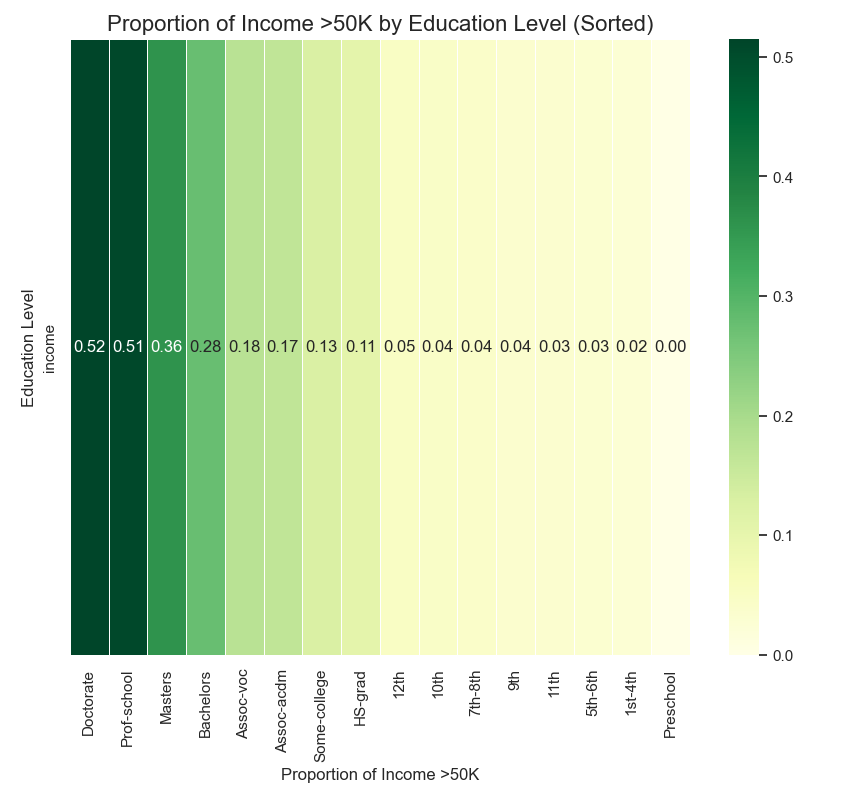 Proportion of Income >50K by Education Level (Sorted)
Education Level
income
0.52 0.51 0.36 0.28 0.18 0.17 0.13 0.11 0.05 0.04 0.04 0.04 0.03 0.03 0.02 0.00
Doctorate
Prof-school
Masters
Bachelors
Assoc-voc
Assoc-acdm
Some-college
HS-grad
12th
10th
7th-8th
9th
11th
5th-6th
1st-4th
Preschool
Proportion of Income >50K
0.5
0.4
0.3
0.2
0.1
0.0